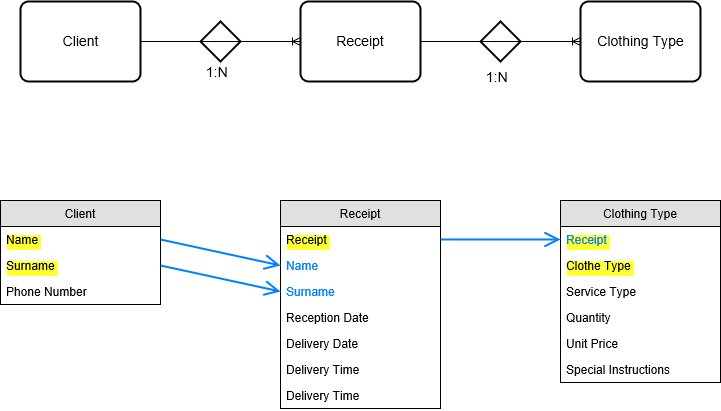 Client
Receipt
Clothing Type
1:N
1:N
Client
Name
Surname
Phone Number
Receipt
Receipt
Name
Surname
Reception Date
Delivery Date
Delivery Time
Delivery Time
Clothing Type
Receipt
Clothe Type
Service Type
Quantity
Unit Price
Special Instructions